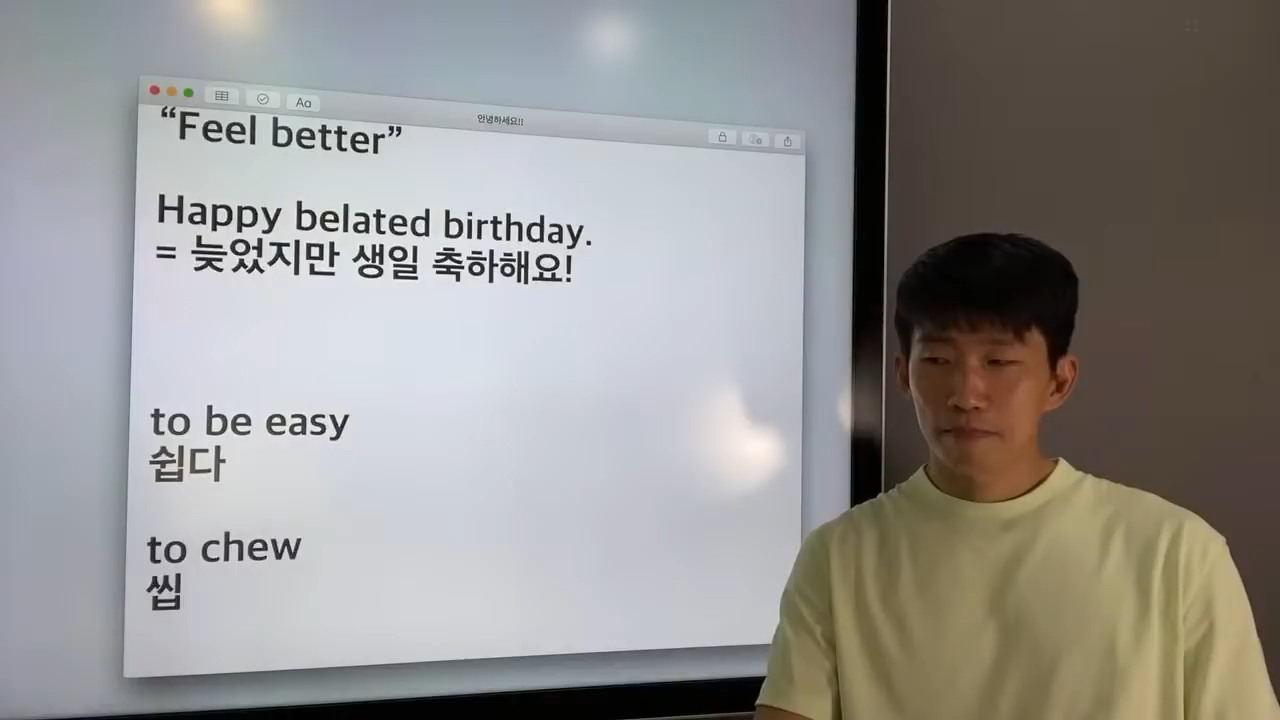 Aa
안녕하세요!!
“Feel better”
Happy belated birthday.
= 늦었지만 생일 축하해요!
to be easy
쉽다
to chew
씹